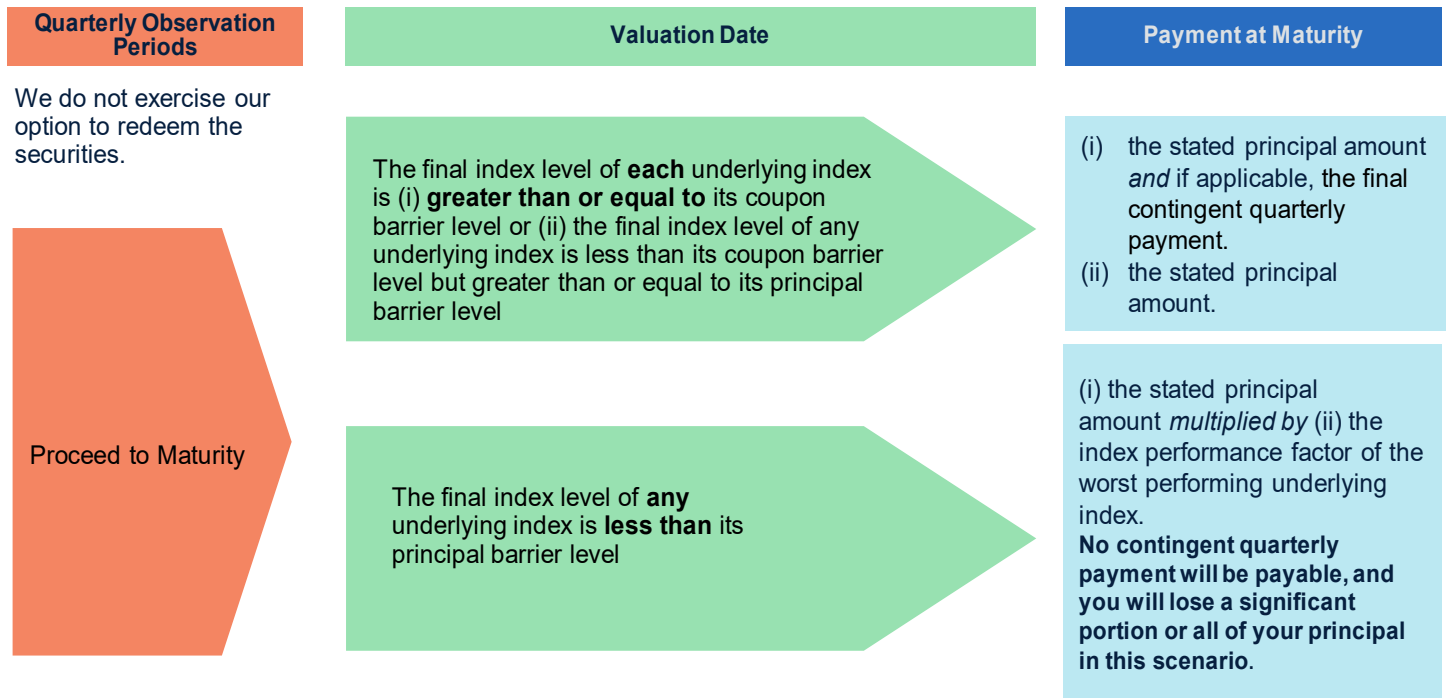 Quarterly Observation
Periods
We do not exercise our
option to redeem the
securities.
Proceed to Maturity
Valuation Date
The final index level of each underlying index
is (i) greater than or equal to its coupon
barrier level or (ii) the final index level of any
underlying index is less than its coupon barrier
level but greater than or equal to its principal
barrier level
The final index level of any
underlying index is less than its
principal barrier level
Payment at Maturity
(i) the stated principal amount
and if applicable, the final
contingent quarterly
payment.
(ii) the stated principal
amount.
(i) the stated principal
amount multiplied by (ii) the
index performance factor of the
worst performing underlying
index.
No contingent quarterly
payment will be payable, and
you will lose a significant
portion or all of your principal
in this scenario.